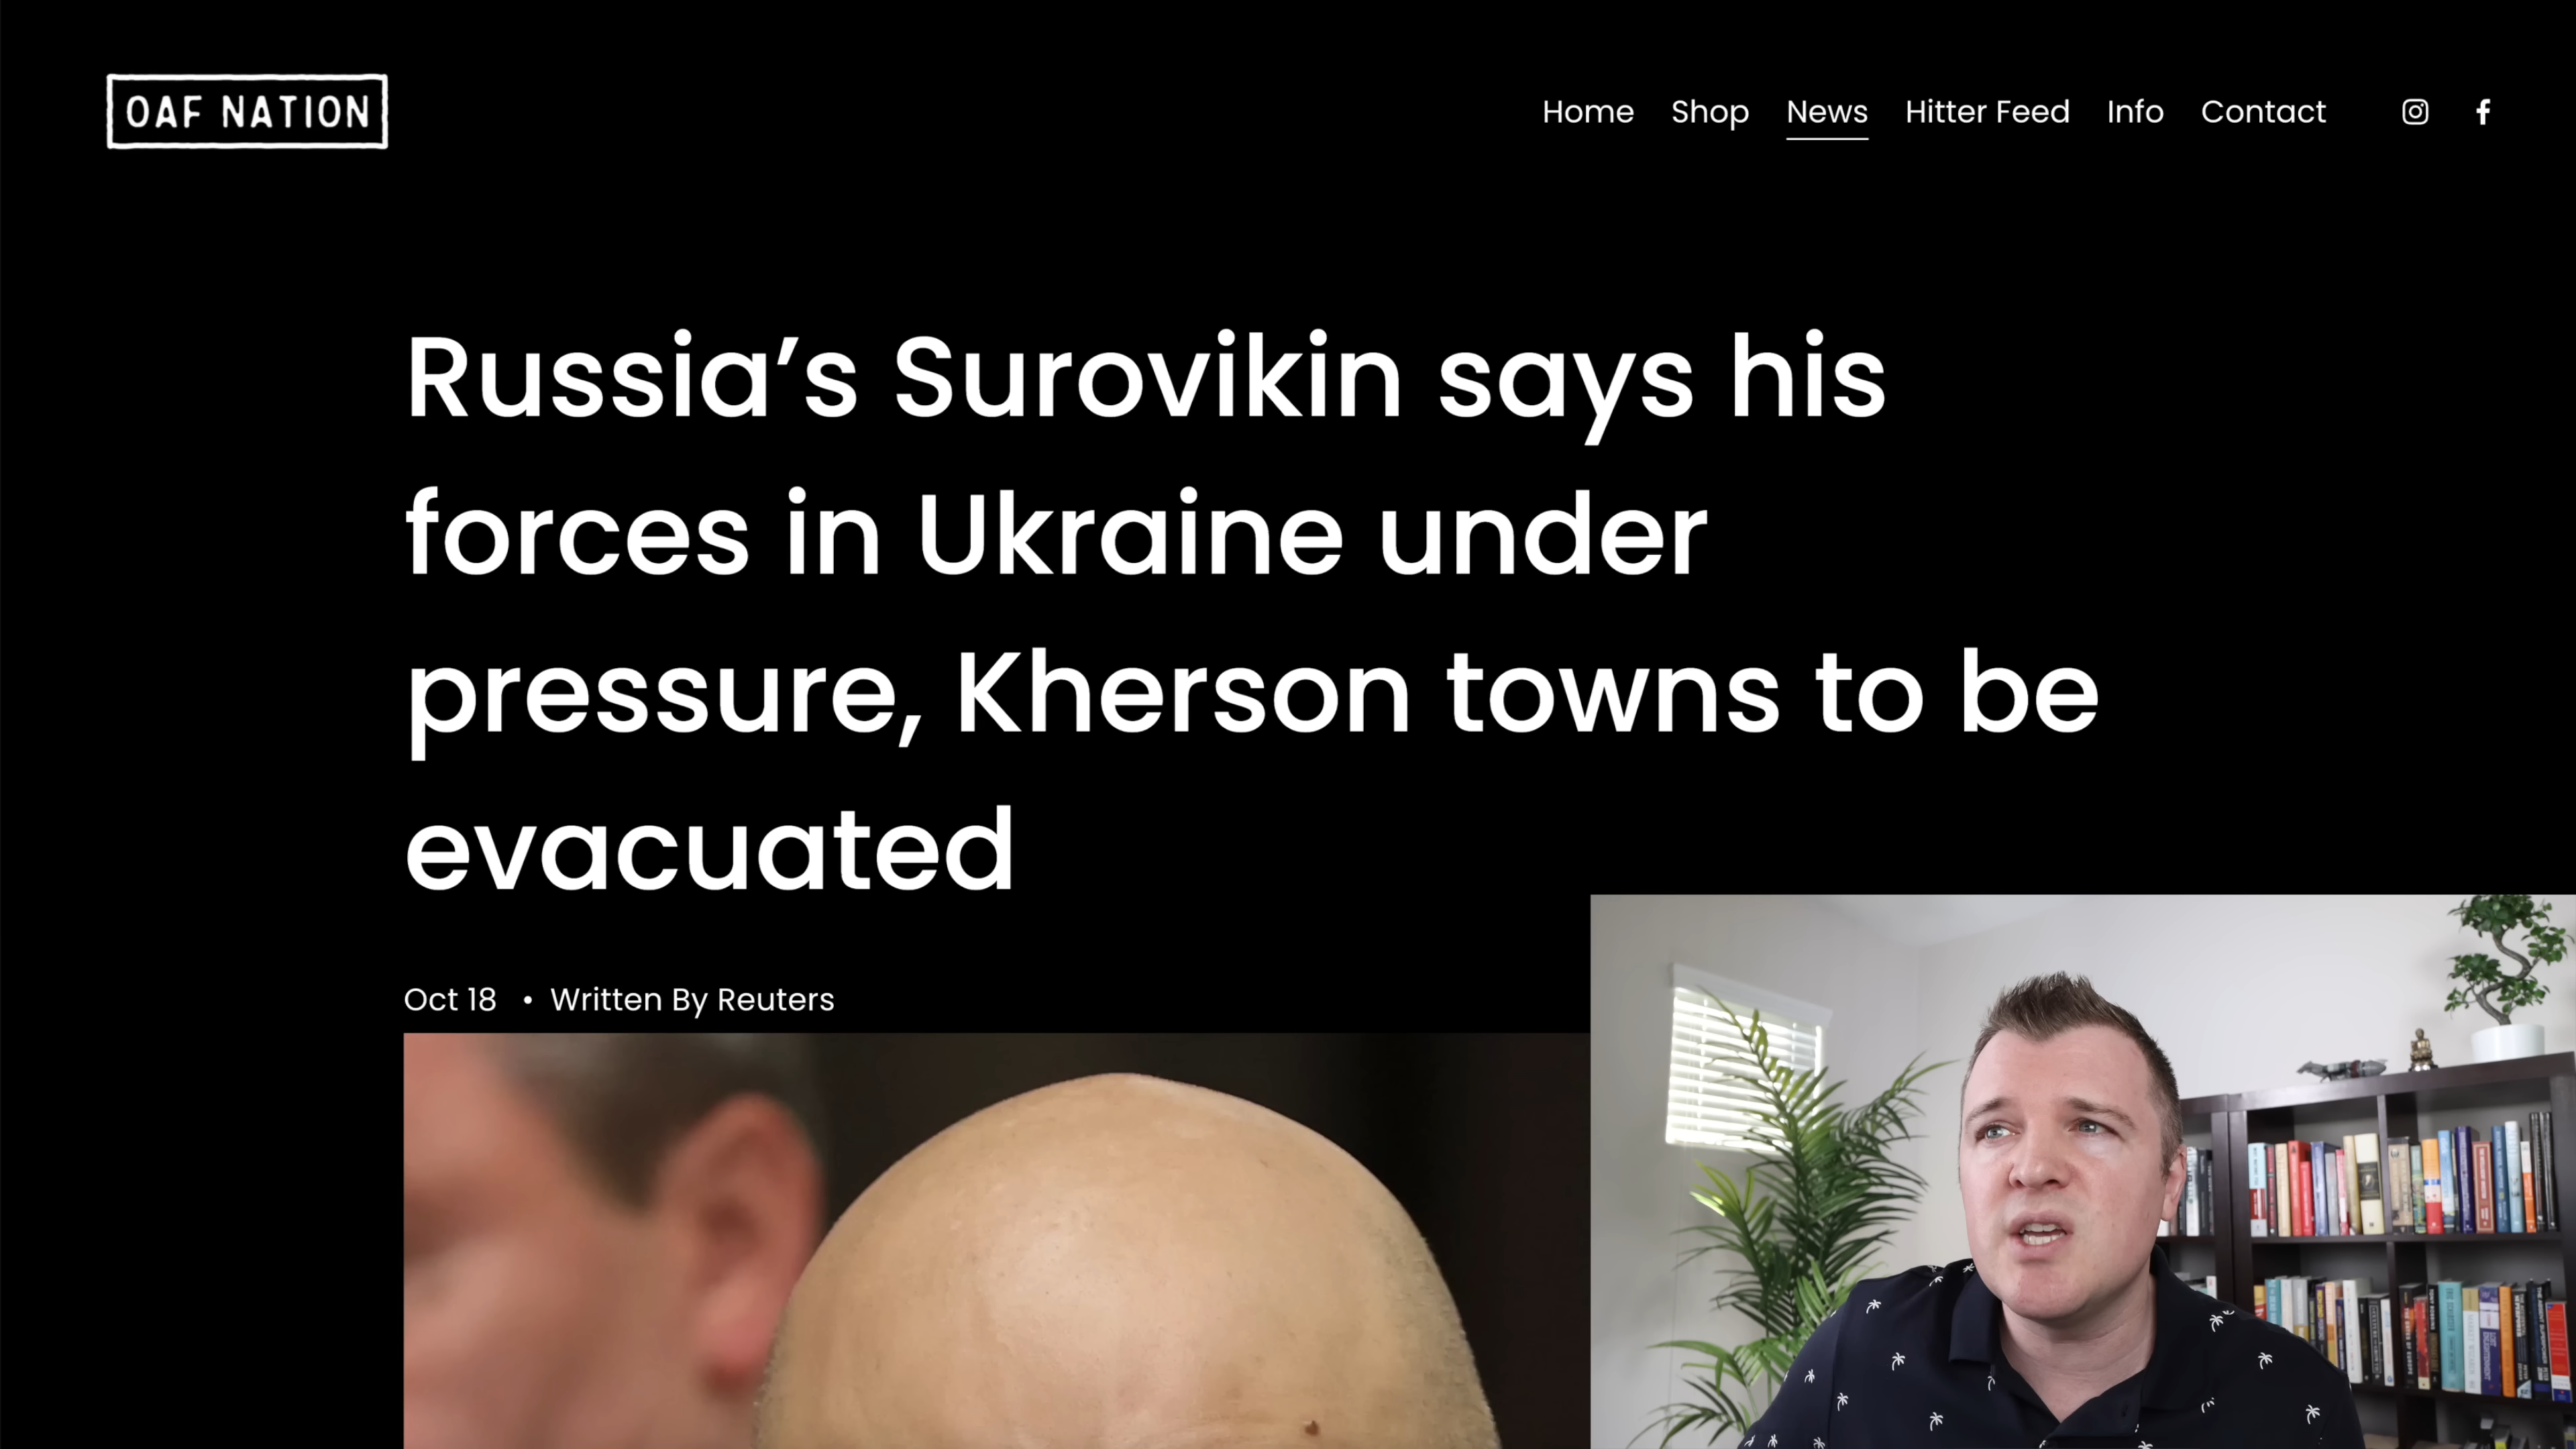 OAF NATION
Home Shop News Hitter Feed Info Contact
Russia’s Surovikin says his
forces in Ukraine under
pressure, Kherson towns to be
evacuated
Oct 18 • Written By Reuters